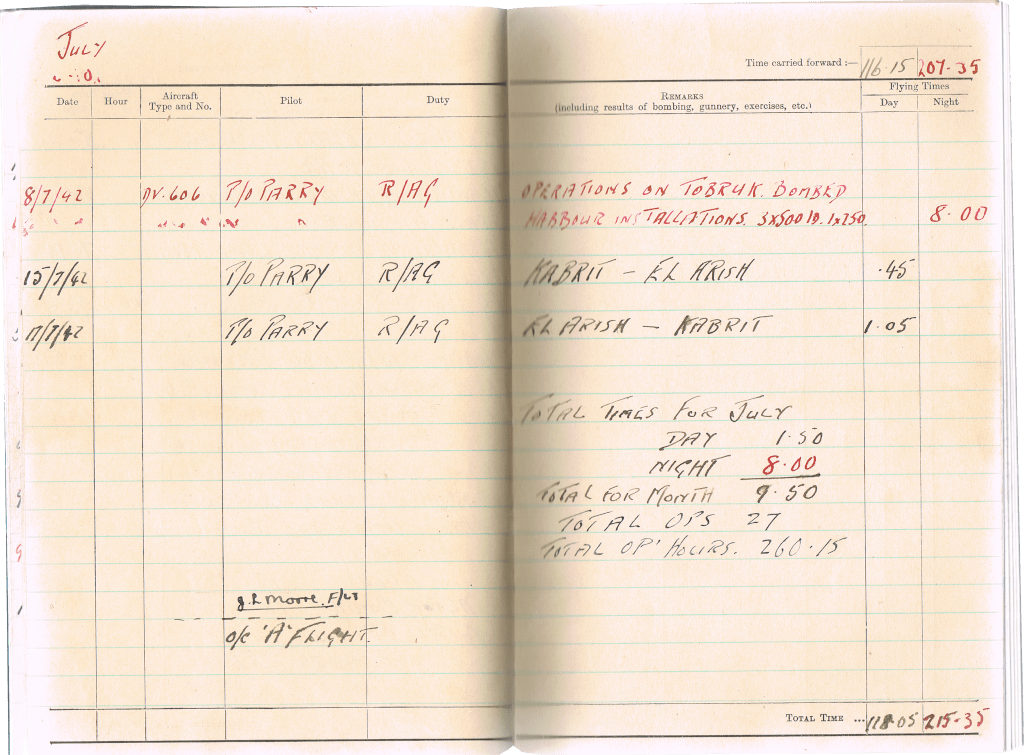 July
Time carried forward :— 116·15 207-35
Date Hour Aircraft Type and No. Pilot Duty REMARKS (including results of bombing, gunnery, exercises, etc.) Flying Times Day Night
8/7/42 DV.606 P/O PARRY R/AG OPERATIONS ON TOBRUK. BOMBED
HARBOUR INSTALLATIONS. 3x500lb. 1x250. 8·00
15/7/42 P/O PARRY R/AG KABRIT — EL ARISH ·45
17/7/42 P/O PARRY R/AG EL ARISH — KABRIT 1·05
TOTAL TIMES FOR JULY
DAY 1·50
NIGHT 8·00
TOTAL FOR MONTH 9·50
TOTAL OPS 27
TOTAL OP' HOURS. 260·15
J.L Moore. F/LT
O/C 'A' FLIGHT.
TOTAL TIME ... 118·05 215-35